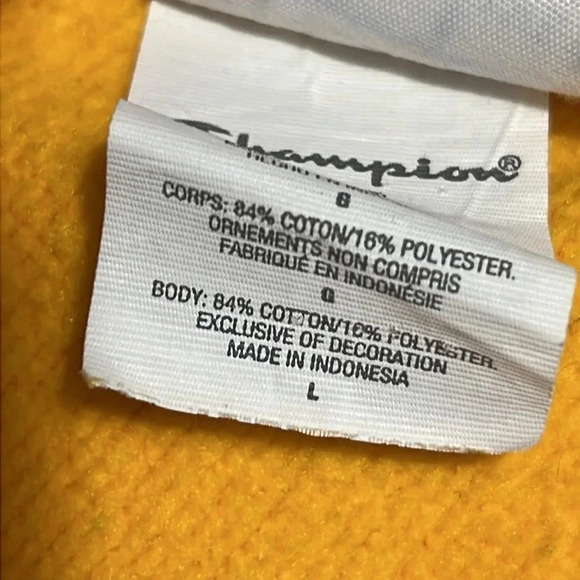 Champion®
G
CORPS: 84% COTON/16% POLYESTER.
ORNEMENTS NON COMPRIS
FABRIQUÉ EN INDONÉSIE
G
BODY: 84% COTTON/16% POLYESTER.
EXCLUSIVE OF DECORATION
MADE IN INDONESIA
L